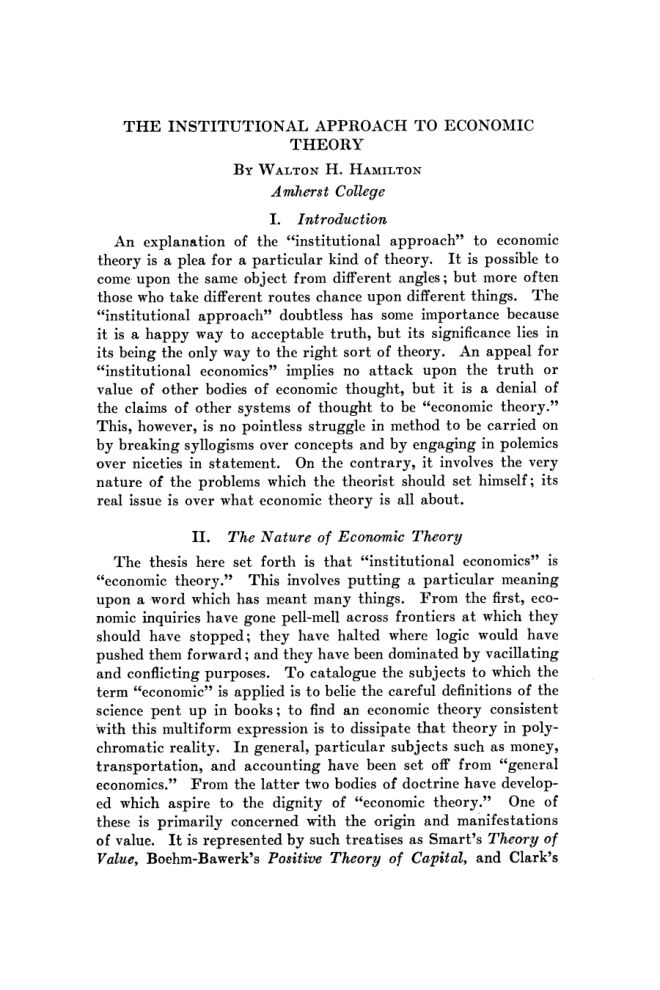 THE INSTITUTIONAL APPROACH TO ECONOMIC
THEORY
By Walton H. Hamilton
Amherst College
I. Introduction
An explanation of the “institutional approach” to economic
theory is a plea for a particular kind of theory. It is possible to
come upon the same object from different angles; but more often
those who take different routes chance upon different things. The
“institutional approach” doubtless has some importance because
it is a happy way to acceptable truth, but its significance lies in
its being the only way to the right sort of theory. An appeal for
“institutional economics” implies no attack upon the truth or
value of other bodies of economic thought, but it is a denial of
the claims of other systems of thought to be “economic theory.”
This, however, is no pointless struggle in method to be carried on
by breaking syllogisms over concepts and by engaging in polemics
over niceties in statement. On the contrary, it involves the very
nature of the problems which the theorist should set himself; its
real issue is over what economic theory is all about.
II. The Nature of Economic Theory
The thesis here set forth is that “institutional economics” is
“economic theory.” This involves putting a particular meaning
upon a word which has meant many things. From the first, eco-
nomic inquiries have gone pell-mell across frontiers at which they
should have stopped; they have halted where logic would have
pushed them forward; and they have been dominated by vacillating
and conflicting purposes. To catalogue the subjects to which the
term “economic” is applied is to belie the careful definitions of the
science pent up in books; to find an economic theory consistent
with this multiform expression is to dissipate that theory in poly-
chromatic reality. In general, particular subjects such as money,
transportation, and accounting have been set off from “general
economics.” From the latter two bodies of doctrine have develop-
ed which aspire to the dignity of “economic theory.” One of
these is primarily concerned with the origin and manifestations
of value. It is represented by such treatises as Smart’s Theory of
Value, Boehm-Bawerk’s Positive Theory of Capital, and Clark’s